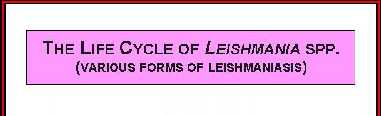 THE LIFE CYCLE OF LEISHMANIA SPP.
(VARIOUS FORMS OF LEISHMANIASIS)